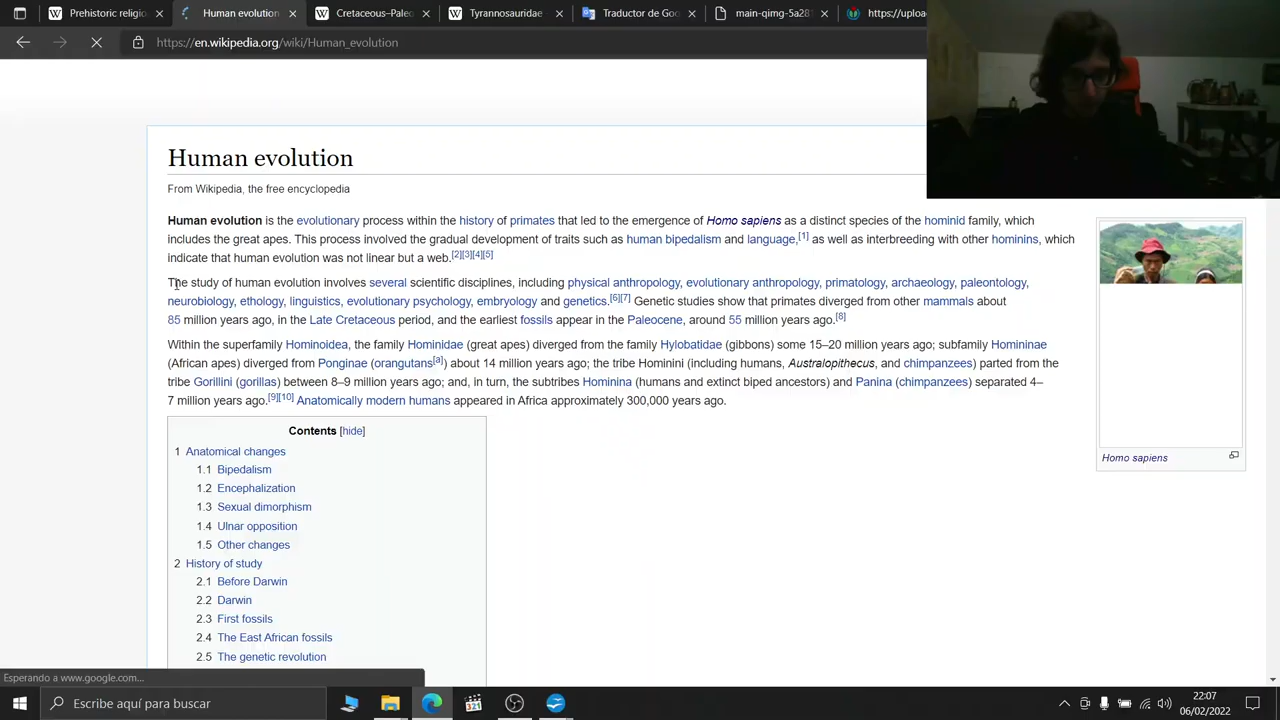 Prehistoric religio
Human evolution
Cretaceous–Paleo
Tyrannosauridae
Traductor de Goo
main-qimg-5a281
https://upload
https://en.wikipedia.org/wiki/Human_evolution
Human evolution
From Wikipedia, the free encyclopedia
Human evolution is the evolutionary process within the history of primates that led to the emergence of Homo sapiens as a distinct species of the hominid family, which
includes the great apes. This process involved the gradual development of traits such as human bipedalism and language,[1] as well as interbreeding with other hominins, which
indicate that human evolution was not linear but a web.[2][3][4][5]
The study of human evolution involves several scientific disciplines, including physical anthropology, evolutionary anthropology, primatology, archaeology, paleontology,
neurobiology, ethology, linguistics, evolutionary psychology, embryology and genetics.[6][7] Genetic studies show that primates diverged from other mammals about
85 million years ago, in the Late Cretaceous period, and the earliest fossils appear in the Paleocene, around 55 million years ago.[8]
Within the superfamily Hominoidea, the family Hominidae (great apes) diverged from the family Hylobatidae (gibbons) some 15–20 million years ago; subfamily Homininae
(African apes) diverged from Ponginae (orangutans[a]) about 14 million years ago; the tribe Hominini (including humans, Australopithecus, and chimpanzees) parted from the
tribe Gorillini (gorillas) between 8–9 million years ago; and, in turn, the subtribes Hominina (humans and extinct biped ancestors) and Panina (chimpanzees) separated 4–
7 million years ago.[9][10] Anatomically modern humans appeared in Africa approximately 300,000 years ago.
Homo sapiens
Contents [hide]
1 Anatomical changes
1.1 Bipedalism
1.2 Encephalization
1.3 Sexual dimorphism
1.4 Ulnar opposition
1.5 Other changes
2 History of study
2.1 Before Darwin
2.2 Darwin
2.3 First fossils
2.4 The East African fossils
2.5 The genetic revolution
Esperando a www.google.com...
Escribe aquí para buscar
321
22:07
06/02/2022